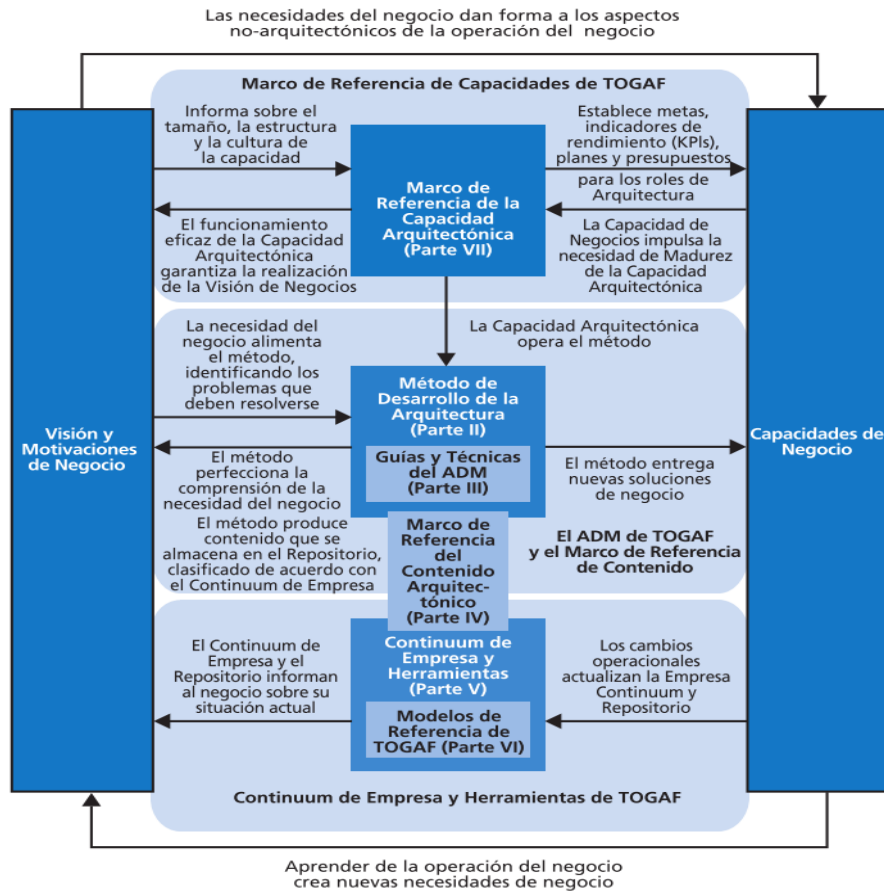 Las necesidades del negocio dan forma a los aspectos
no-arquitectónicos de la operación del negocio
Marco de Referencia de Capacidades de TOGAF
Informa sobre el
tamaño, la estructura
y la cultura de
la capacidad
Establece metas,
indicadores de
rendimiento (KPIs),
planes y presupuestos
para los roles de
Arquitectura
Marco de
Referencia de la
Capacidad
Arquitectónica
(Parte VII)
El funcionamiento
eficaz de la Capacidad
Arquitectónica
garantiza la realización
de la Visión de Negocios
La Capacidad de
Negocios impulsa la
necesidad de Madurez
de la Capacidad
Arquitectónica
La necesidad del
negocio alimenta
el método,
identificando los
problemas que
deben resolverse
La Capacidad Arquitectónica
opera el método
Visión y
Motivaciones
de Negocio
Método de
Desarrollo de la
Arquitectura
(Parte II)
Guías y Técnicas
del ADM
(Parte III)
Capacidades de
Negocio
El método
perfecciona la
comprensión de la
necesidad del negocio
El método entrega
nuevas soluciones
de negocio
El método produce
contenido que se
almacena en el Repositorio,
clasificado de acuerdo con
el Continuum de Empresa
Marco de
Referencia
del
Contenido
Arquitec-
tónico
(Parte IV)
El ADM de TOGAF
y el Marco de Referencia
de Contenido
El Continuum de
Empresa y el
Repositorio informan
al negocio sobre su
situación actual
Continuum de
Empresa y
Herramientas
(Parte V)
Modelos de
Referencia de
TOGAF (Parte VI)
Los cambios
operacionales
actualizan la Empresa
Continuum y
Repositorio
Continuum de Empresa y Herramientas de TOGAF
Aprender de la operación del negocio
crea nuevas necesidades de negocio